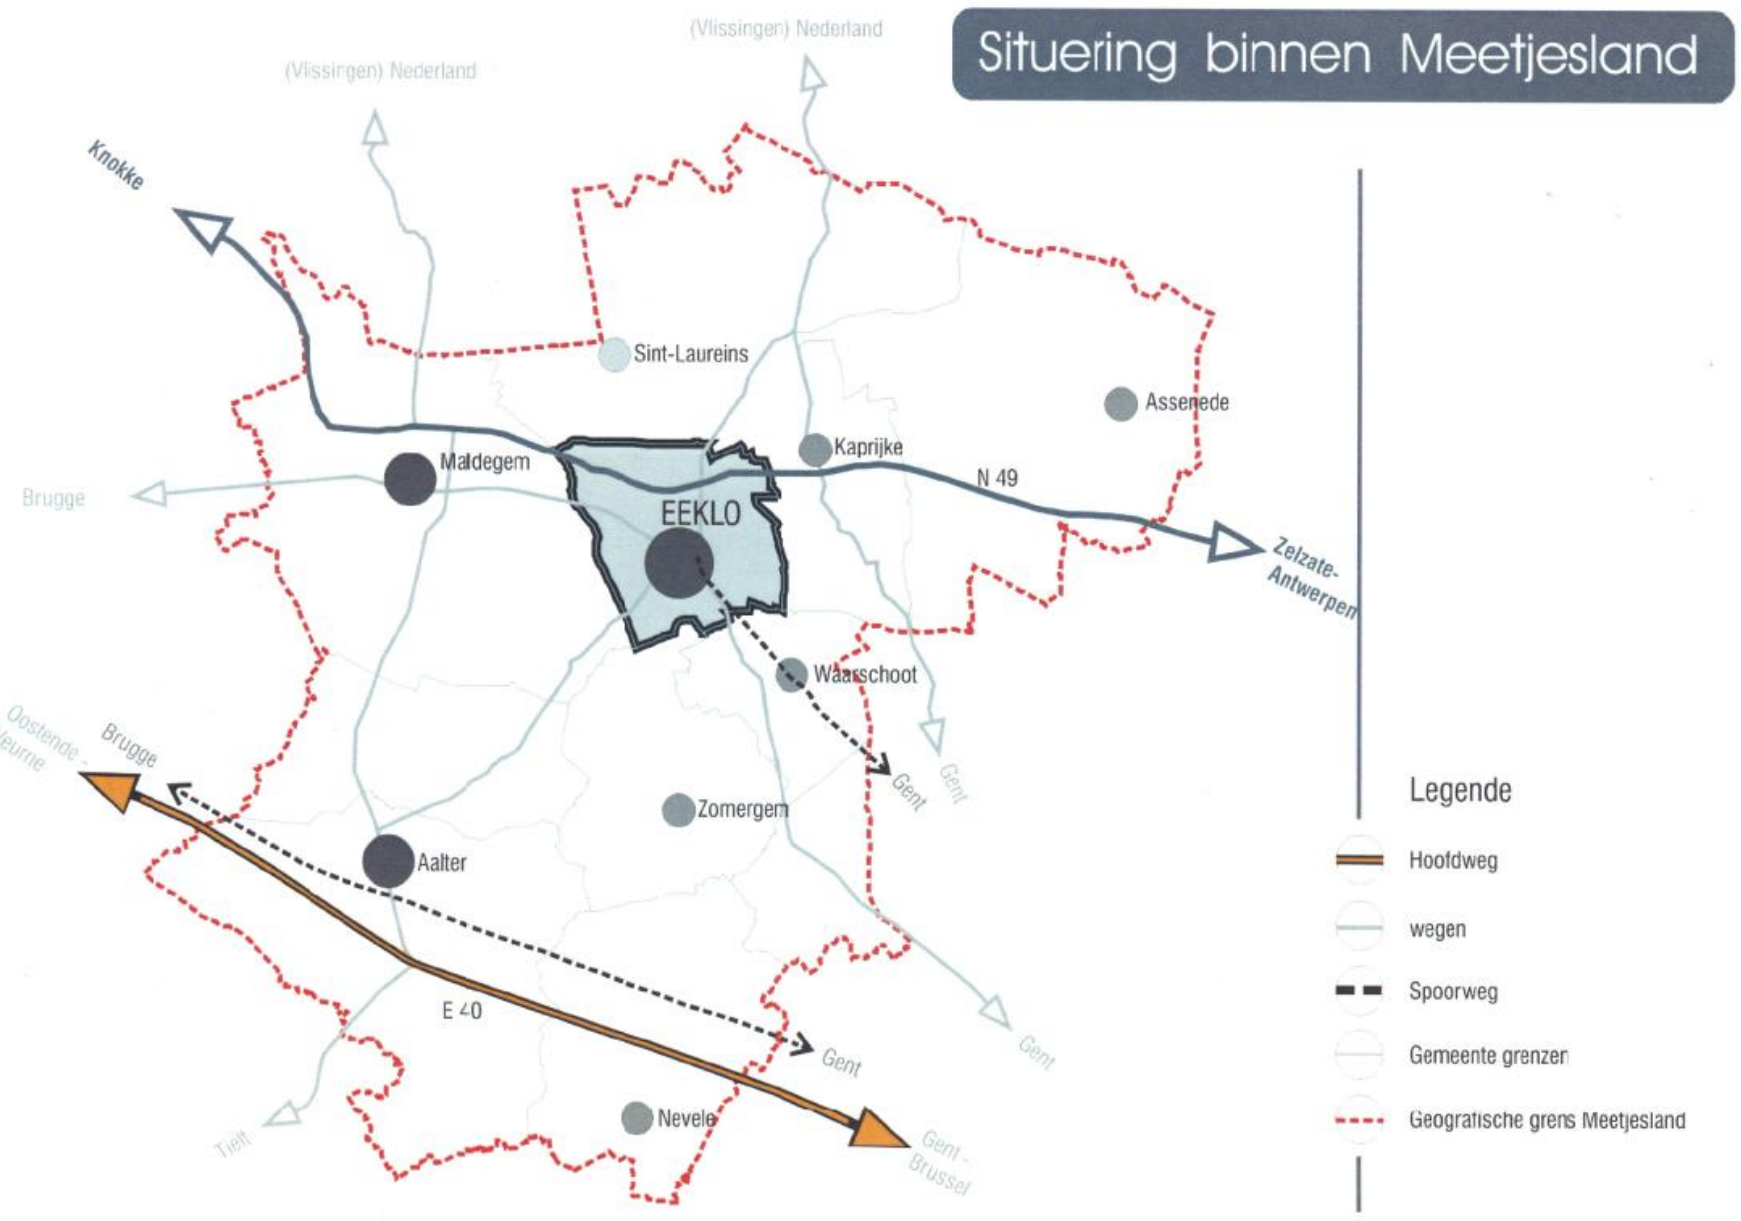 (Vlissingen) Nederland
Situering binnen Meetjesland
(Vlissingen) Nederland
Knokke
Sint-Laureins
Assenede
Kaprijke
Maldegem
N 49
Brugge
EEKLO
Zelzate-
Antwerpen
Waarschoot
Oostende -
Brugge
Gent
Gent
Legende
Zomergem
Aalter
Hoofdweg
wegen
Spoorweg
E 40
Gent
Gent
Gemeente grenzen
Nevele
Geografische grens Meetjesland
Tielt
Gent -
Brussel